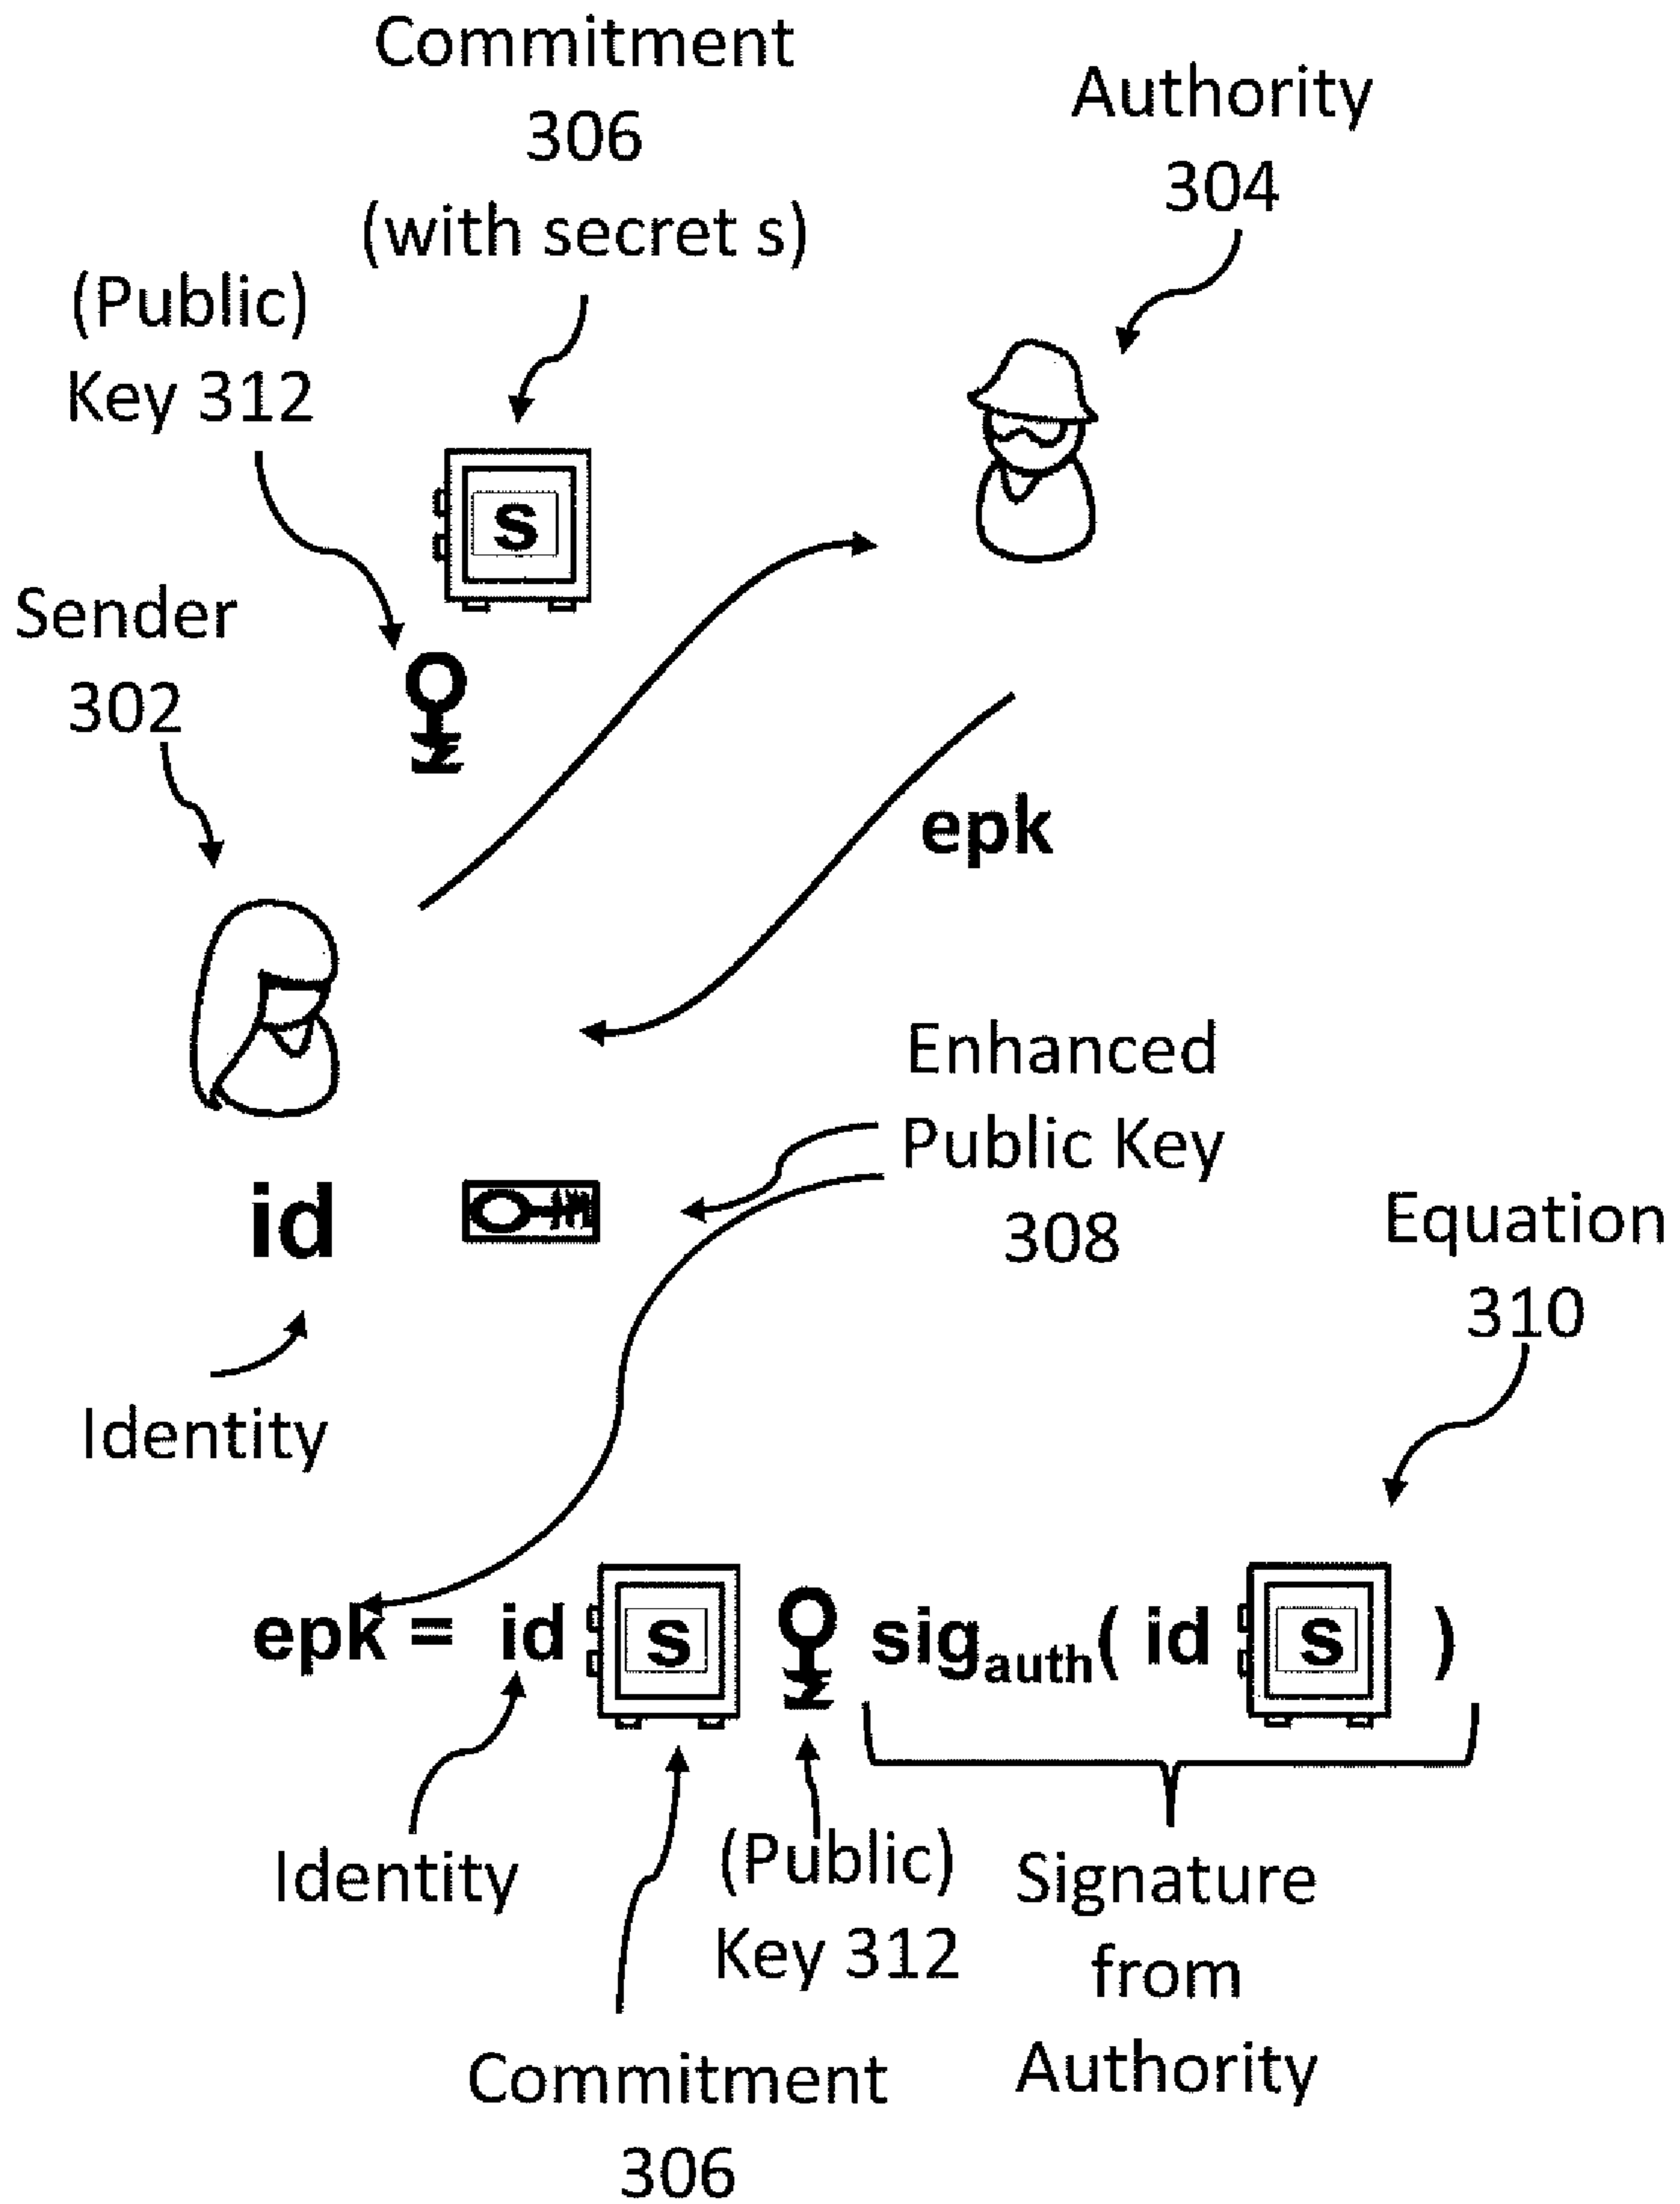 Commitment
306
(with secret s)
Authority
304
(Public)
Key 312
s
Sender
302
epk
id
Enhanced
Public Key
308
Equation
310
Identity
epk = id s sigauth( id s )
Identity
(Public)
Key 312
Signature
from
Authority
Commitment
306